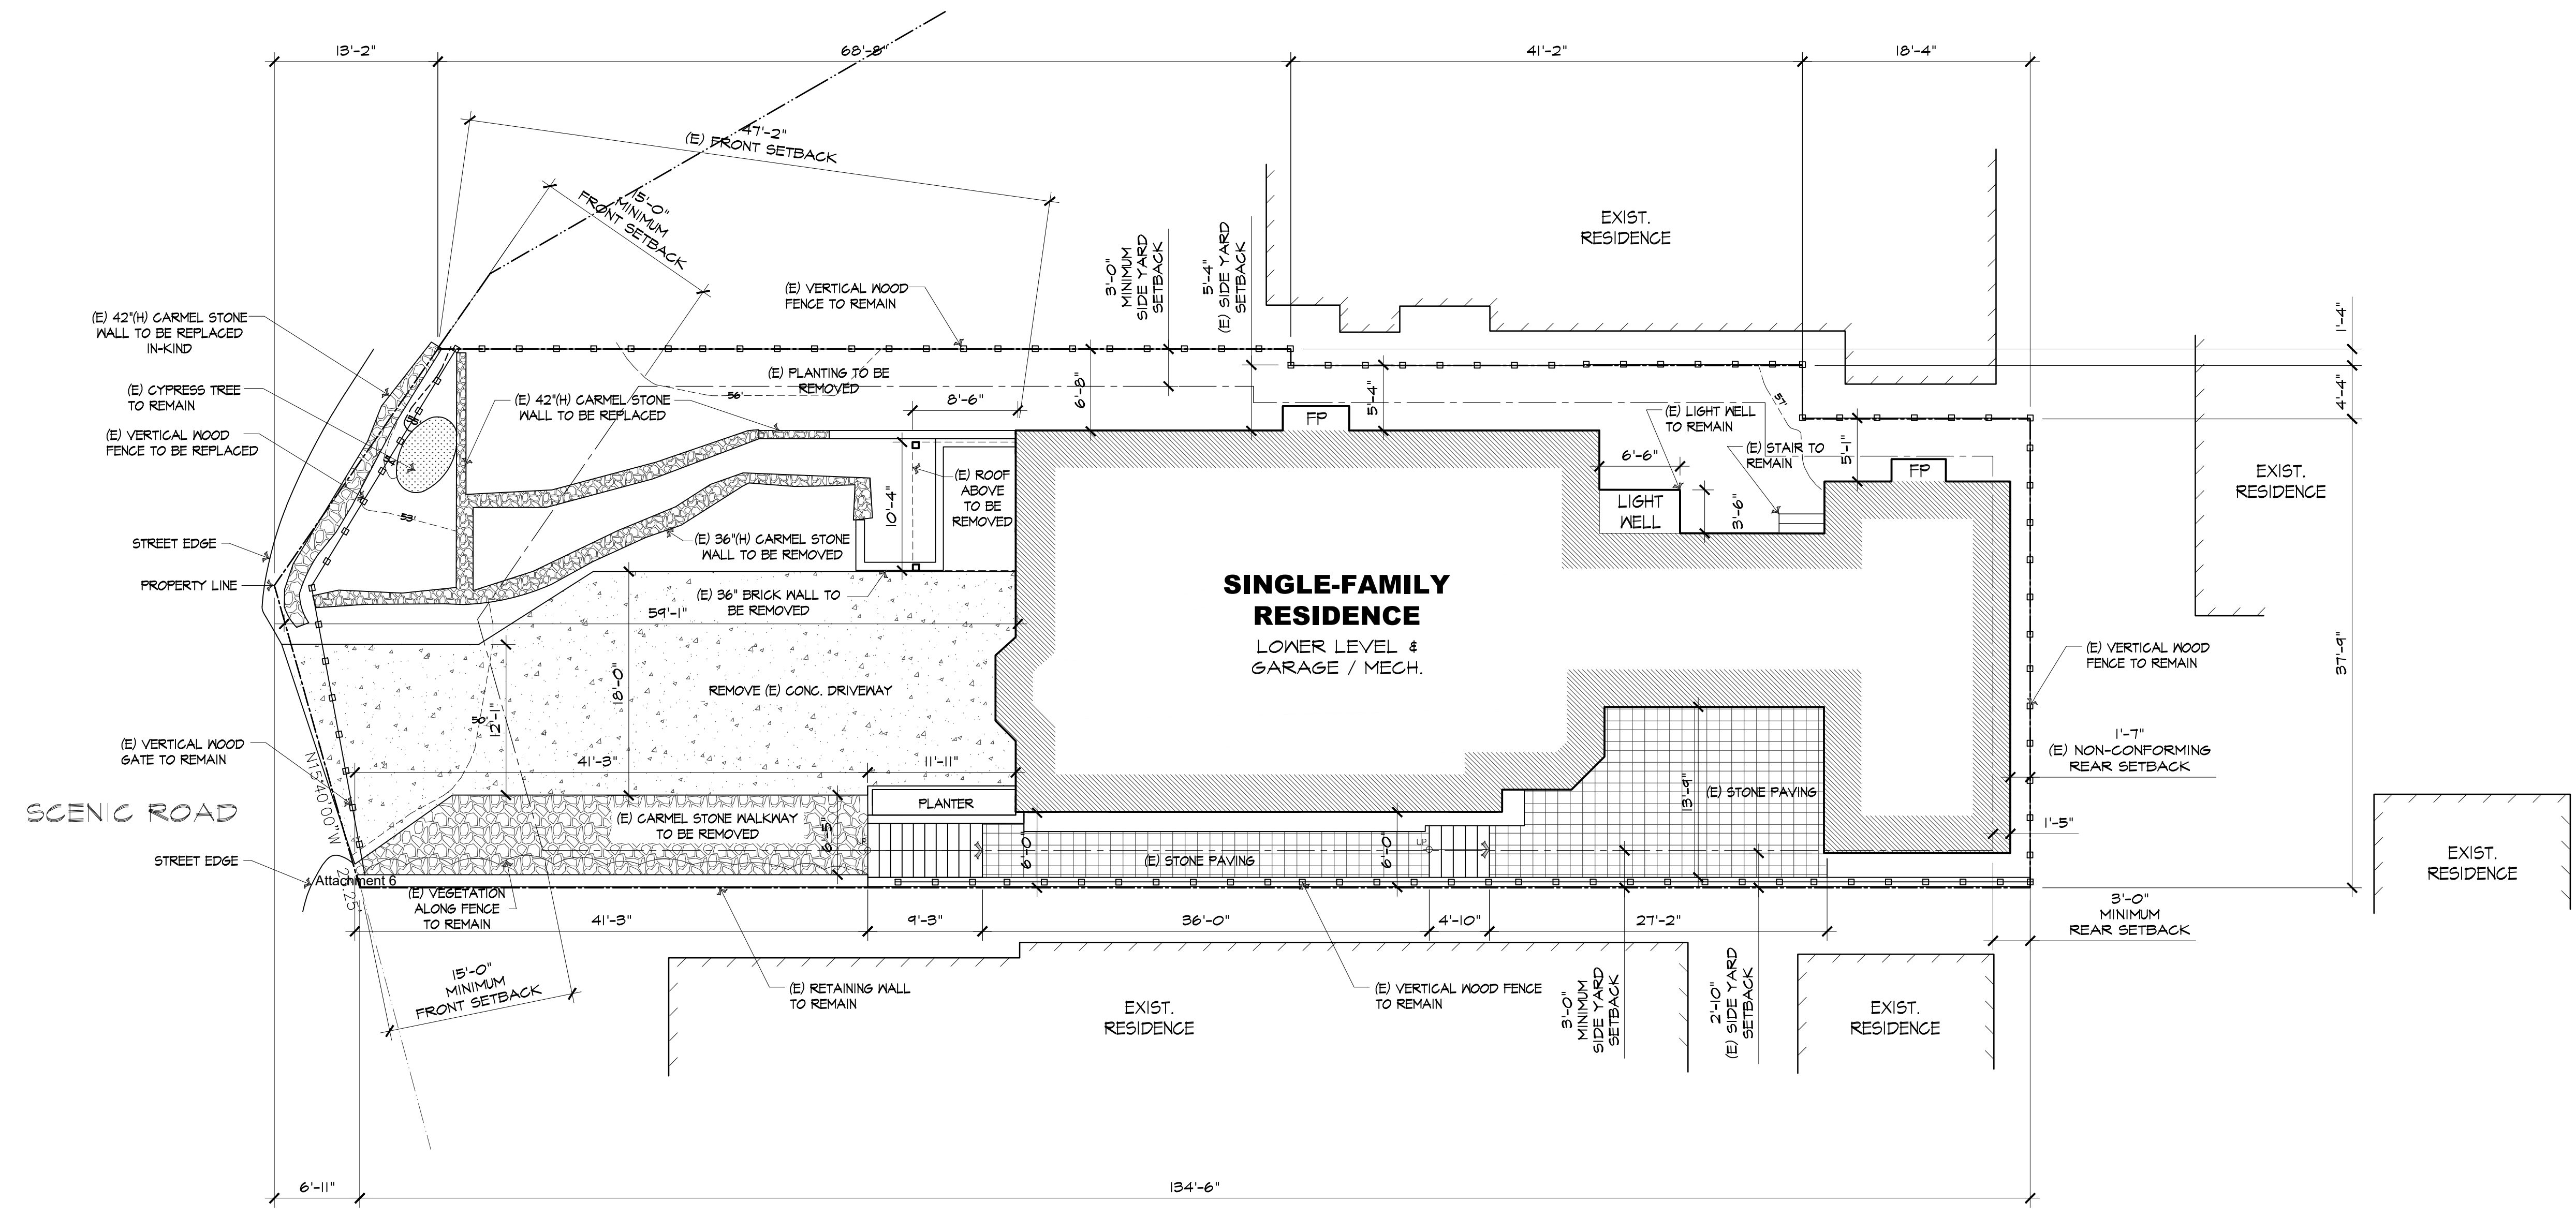 13'-2"
68'-8"
41'-2"
18'-4"
47'-2"
(E) FRONT SETBACK
15'-0"
MINIMUM
FRONT SETBACK
EXIST.
RESIDENCE
3'-0"
MINIMUM
SIDE YARD
SETBACK
5'-4"
(E) SIDE YARD
SETBACK
(E) VERTICAL WOOD
FENCE TO REMAIN
(E) 42"(H) CARMEL STONE
WALL TO BE REPLACED
IN-KIND
1'-4"
4'-4"
37'-9"
(E) PLANTING TO BE
REMOVED
56'
6'-8"
5'-4"
57'
(E) CYPRESS TREE
TO REMAIN
(E) 42"(H) CARMEL STONE
WALL TO BE REPLACED
8'-6"
FP
(E) LIGHT WELL
TO REMAIN
(E) STAIR TO
REMAIN
5'-1"
(E) VERTICAL WOOD
FENCE TO BE REPLACED
6'-6"
FP
EXIST.
RESIDENCE
(E) ROOF
ABOVE
TO BE
REMOVED
10'-4"
LIGHT
WELL
3'-6"
53'
STREET EDGE
(E) 36"(H) CARMEL STONE
WALL TO BE REMOVED
PROPERTY LINE
(E) 36" BRICK WALL TO
BE REMOVED
59'-1"
SINGLE-FAMILY
RESIDENCE
LOWER LEVEL &
GARAGE / MECH.
(E) VERTICAL WOOD
FENCE TO REMAIN
18'-0"
REMOVE (E) CONC. DRIVEWAY
50'
12'-1"
(E) VERTICAL WOOD
GATE TO REMAIN
N15°40'00"W
41'-3"
11'-11"
1'-7"
(E) NON-CONFORMING
REAR SETBACK
SCENIC ROAD
PLANTER
13'-9"
(E) STONE PAVING
(E) CARMEL STONE WALKWAY
TO BE REMOVED
6'-5"
1'-5"
STREET EDGE
6'-0"
(E) STONE PAVING
6'-0"
EXIST.
RESIDENCE
Attachment 6
(E) VEGETATION
ALONG FENCE
TO REMAIN
41'-3"
9'-3"
36'-0"
4'-10"
27'-2"
3'-0"
MINIMUM
REAR SETBACK
15'-0"
MINIMUM
FRONT SETBACK
(E) RETAINING WALL
TO REMAIN
EXIST.
RESIDENCE
(E) VERTICAL WOOD FENCE
TO REMAIN
3'-0"
MINIMUM
SIDE YARD
SETBACK
2'-10"
(E) SIDE YARD
SETBACK
EXIST.
RESIDENCE
6'-11"
134'-6"